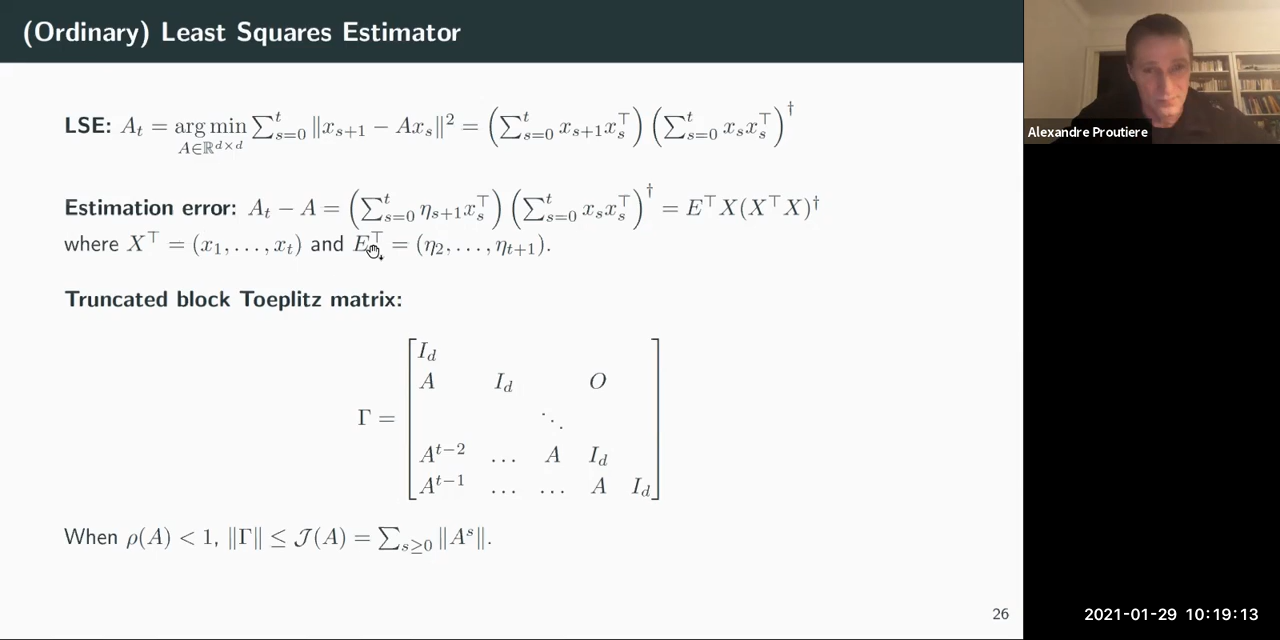 (Ordinary) Least Squares Estimator
LSE: A_t = arg min_{A∈ℝ^{d×d}} ∑_{s=0}^t ‖x_{s+1} − Ax_s‖² = (∑_{s=0}^t x_{s+1}x_s^⊤) (∑_{s=0}^t x_s x_s^⊤)^†
Estimation error: A_t − A = (∑_{s=0}^t η_{s+1}x_s^⊤) (∑_{s=0}^t x_s x_s^⊤)^† = E^⊤X(X^⊤X)^†
where X^⊤ = (x_1, . . . , x_t) and E^⊤ = (η_2, . . . , η_{t+1}).
Truncated block Toeplitz matrix:
I_d
A I_d O
⋱
Γ =
A^{t−2} . . . A I_d
A^{t−1} . . . . . . A I_d
When ρ(A) < 1, ‖Γ‖ ≤ 𝒥(A) = ∑_{s≥0} ‖A^s‖.
26
Alexandre Proutiere
2021-01-29 10:19:13